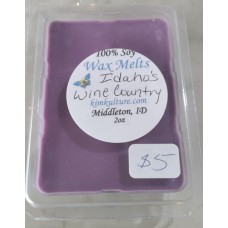 100% Soy
Wax Melts
Idaho's
Wine Country
kimkulture.com
Middleton, ID
2oz
$5